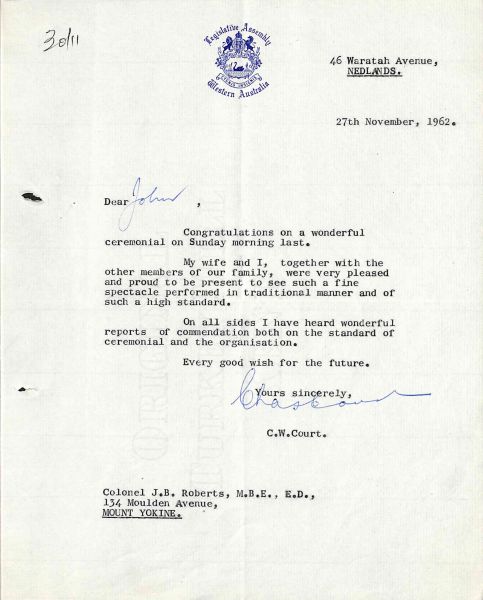 30/11
Legislative Assembly
Western Australia
46 Waratah Avenue,
NEDLANDS.
27th November, 1962.
Dear John,
Congratulations on a wonderful
ceremonial on Sunday morning last.
My wife and I, together with the
other members of our family, were very pleased
and proud to be present to see such a fine
spectacle performed in traditional manner and of
such a high standard.
On all sides I have heard wonderful
reports of commendation both on the standard of
ceremonial and the organisation.
Every good wish for the future.
Yours sincerely,
Chas Court
C.W.Court.
Colonel J.B. Roberts, M.B.E., E.D.,
134 Moulden Avenue,
MOUNT YOKINE.